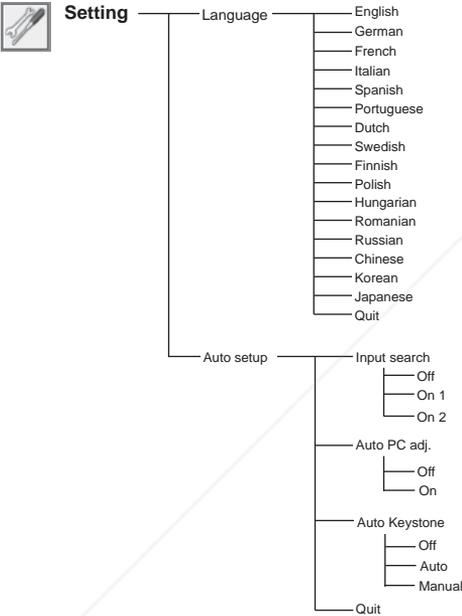 Setting
Language
English
German
French
Italian
Spanish
Portuguese
Dutch
Swedish
Finnish
Polish
Hungarian
Romanian
Russian
Chinese
Korean
Japanese
Quit
Auto setup
Input search
Off
On 1
On 2
Auto PC adj.
Off
On
Auto Keystone
Off
Auto
Manual
Quit